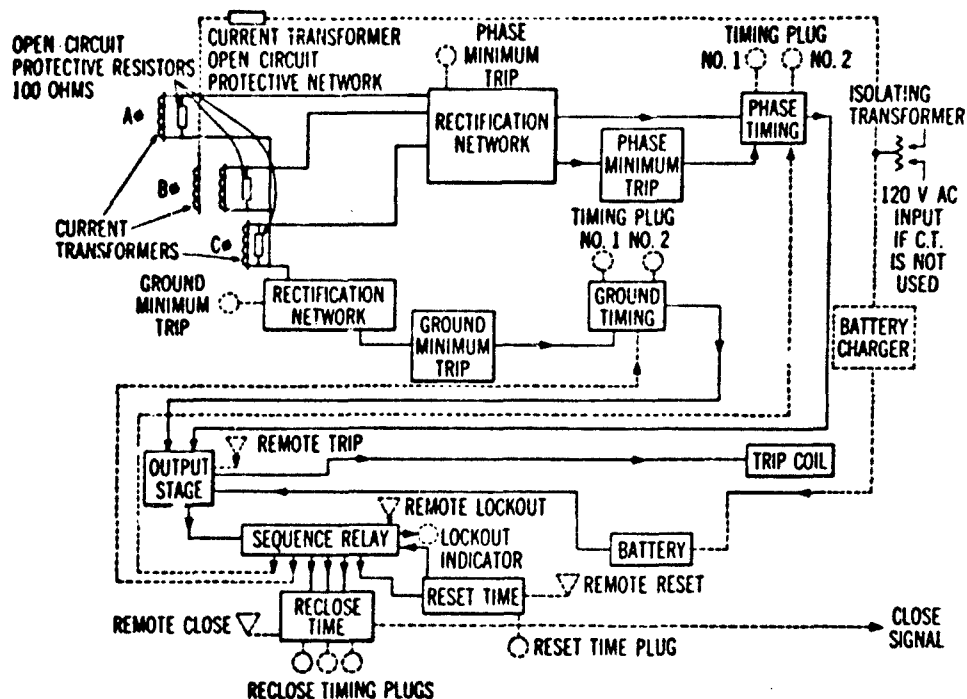 OPEN CIRCUIT
PROTECTIVE RESISTORS
100 OHMS
CURRENT TRANSFORMER
OPEN CIRCUIT
PROTECTIVE NETWORK
PHASE
MINIMUM
TRIP
TIMING PLUG
NO. 1
NO. 2
AΦ
RECTIFICATION
NETWORK
PHASE
TIMING
ISOLATING
TRANSFORMER
PHASE
MINIMUM
TRIP
BΦ
120 V AC
INPUT
IF C.T.
IS NOT
USED
CURRENT
TRANSFORMERS
CΦ
TIMING PLUG
NO. 1
NO. 2
GROUND
MINIMUM
TRIP
RECTIFICATION
NETWORK
GROUND
TIMING
GROUND
MINIMUM
TRIP
BATTERY
CHARGER
REMOTE TRIP
OUTPUT
STAGE
TRIP COIL
REMOTE LOCKOUT
SEQUENCE RELAY
LOCKOUT
INDICATOR
BATTERY
RESET TIME
REMOTE RESET
REMOTE CLOSE
RECLOSE
TIME
CLOSE
SIGNAL
RESET TIME PLUG
RECLOSE TIMING PLUGS